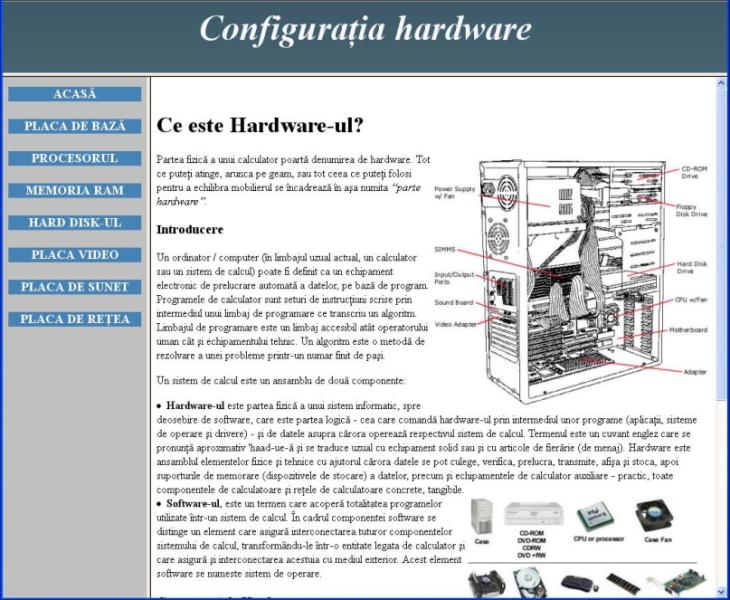 Configurația hardware
ACASĂ
PLACA DE BAZĂ
PROCESORUL
MEMORIA RAM
HARD DISK-UL
PLACA VIDEO
PLACA DE SUNET
PLACA DE REȚEA
Ce este Hardware-ul?
Partea fizică a unui calculator poartă denumirea de hardware. Tot
ce puteți atinge, arunca pe geam, sau tot ceea ce puteți folosi
pentru a echilibra mobilierul se încadrează în așa numita "parte
hardware".
Introducere
Un ordinator / computer (în limbajul uzual actual, un calculator
sau un sistem de calcul) poate fi definit ca un echipament
electronic de prelucrare automată a datelor, pe bază de program.
Programele de calculator sunt seturi de instrucțiuni scrise prin
intermediul unui limbaj de programare ce transcriu un algoritm.
Limbajul de programare este un limbaj accesibil atât operatorului
uman cât și echipamentului tehnic. Un algoritm este o metodă de
rezolvare a unei probleme printr-un numar finit de pași.
Un sistem de calcul este un ansamblu de două componente:
Power Supply
w/ Fan
SIMMS
Input/Output
Ports
Sound Board
Video Adapter
CD-ROM
Drive
Floppy
Disk Drive
Hard Disk
Drive
CPU w/Fan
Motherboard
Adapter
• Hardware-ul este partea fizică a unui sistem informatic, spre
deosebire de software, care este partea logică - cea care comandă hardware-ul prin intermediul unor programe (aplicații, sisteme
de operare și drivere) - și de datele asupra cărora operează respectivul sistem de calcul. Termenul este un cuvant englez care se
pronunță aproximativ 'haad-ue-ă și se traduce uzual cu echipament solid sau și cu articole de fierărie (de menaj). Hardware este
ansamblul elementelor fizice și tehnice cu ajutorul cărora datele se pot culege, verifica, prelucra, transmite, afișa și stoca, apoi
suporturile de memorare (dispozitivele de stocare) a datelor, precum și echipamentele de calculator auxiliare - practic, toate
componentele de calculatoare și rețele de calculatoare concrete, tangibile.
• Software-ul, este un termen care acoperă totalitatea programelor
utilizate într-un sistem de calcul. În cadrul componentei software se
distinge un element care asigură interconectarea tuturor componentelor
sistemului de calcul, transformându-le într-o entitate legata de calculator și
care asigură și interconectarea acestuia cu mediul exterior. Acest element
software se numeste sistem de operare.
Case
CD-ROM
DVD-ROM
CDRW
DVD +RW
CPU or processor
Case Fan